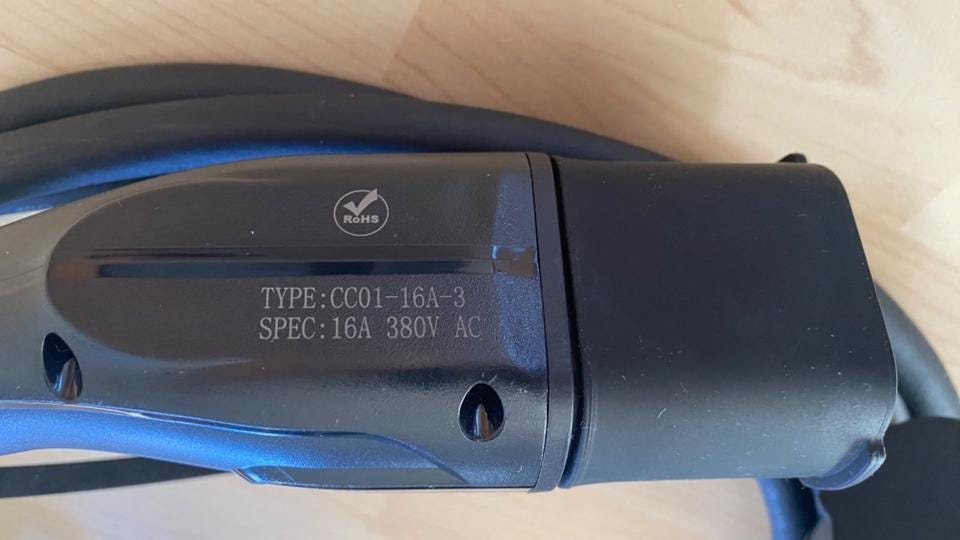 RoHS
TYPE:CC01-16A-3
SPEC:16A 380V AC